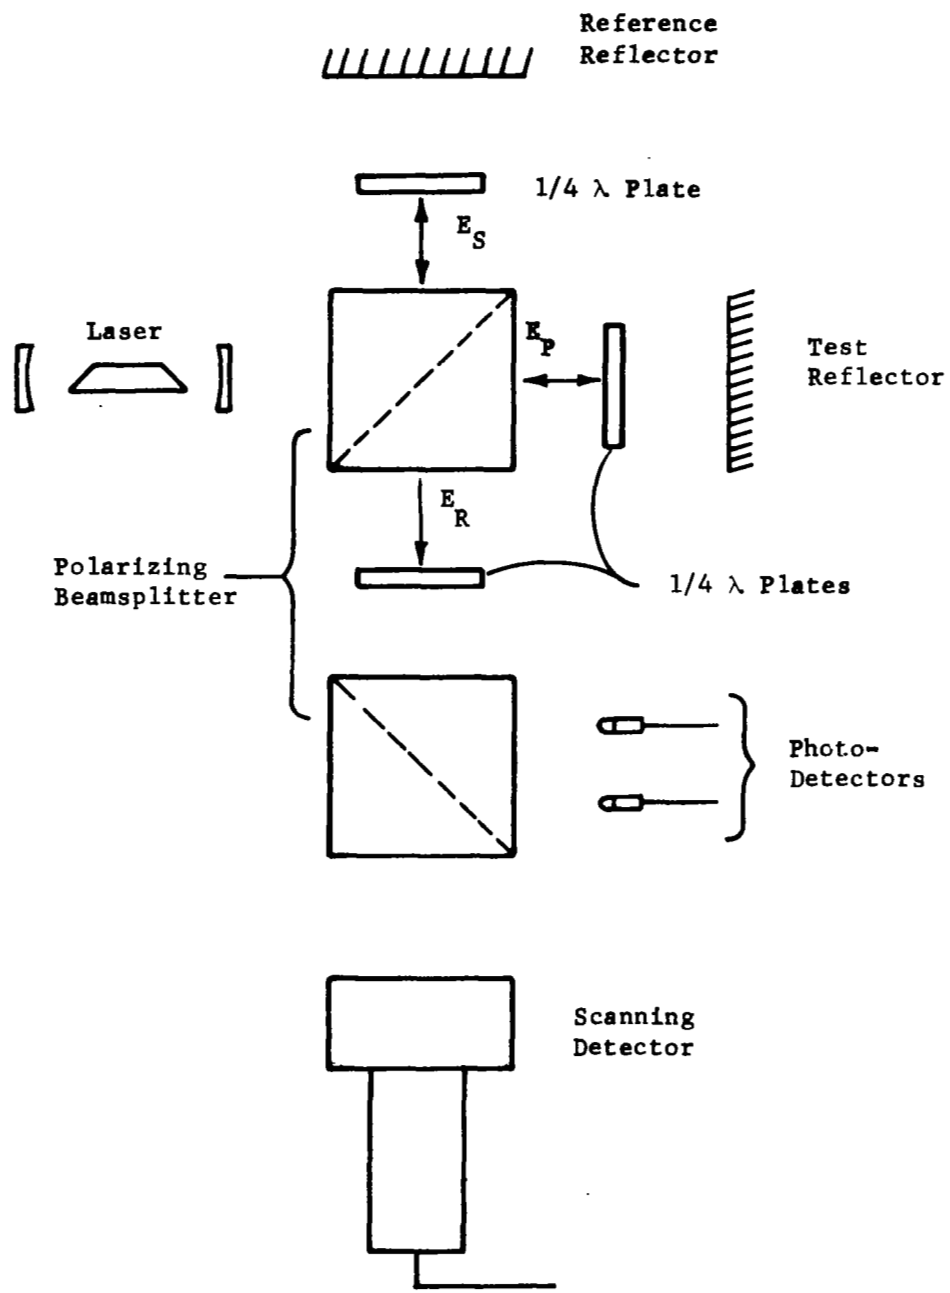 Reference
Reflector
1/4 λ Plate
E_S
Laser
E_P
Test
Reflector
E_R
Polarizing
Beamsplitter
1/4 λ Plates
Photo-
Detectors
Scanning
Detector